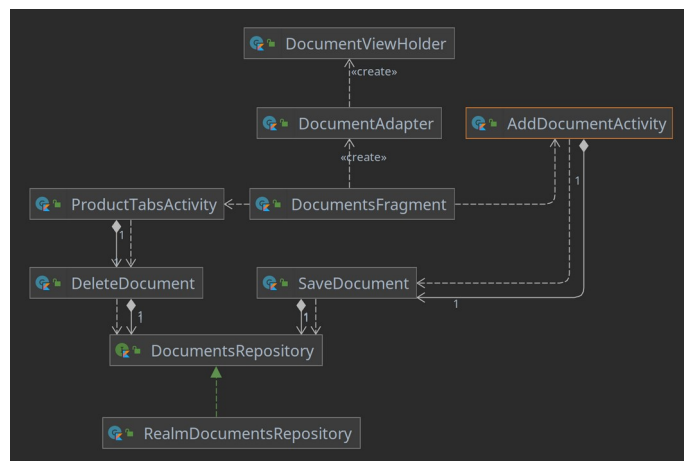 DocumentViewHolder
«create»
DocumentAdapter
AddDocumentActivity
«create»
1
ProductTabsActivity
DocumentsFragment
1
DeleteDocument
SaveDocument
1
1
1
DocumentsRepository
RealmDocumentsRepository